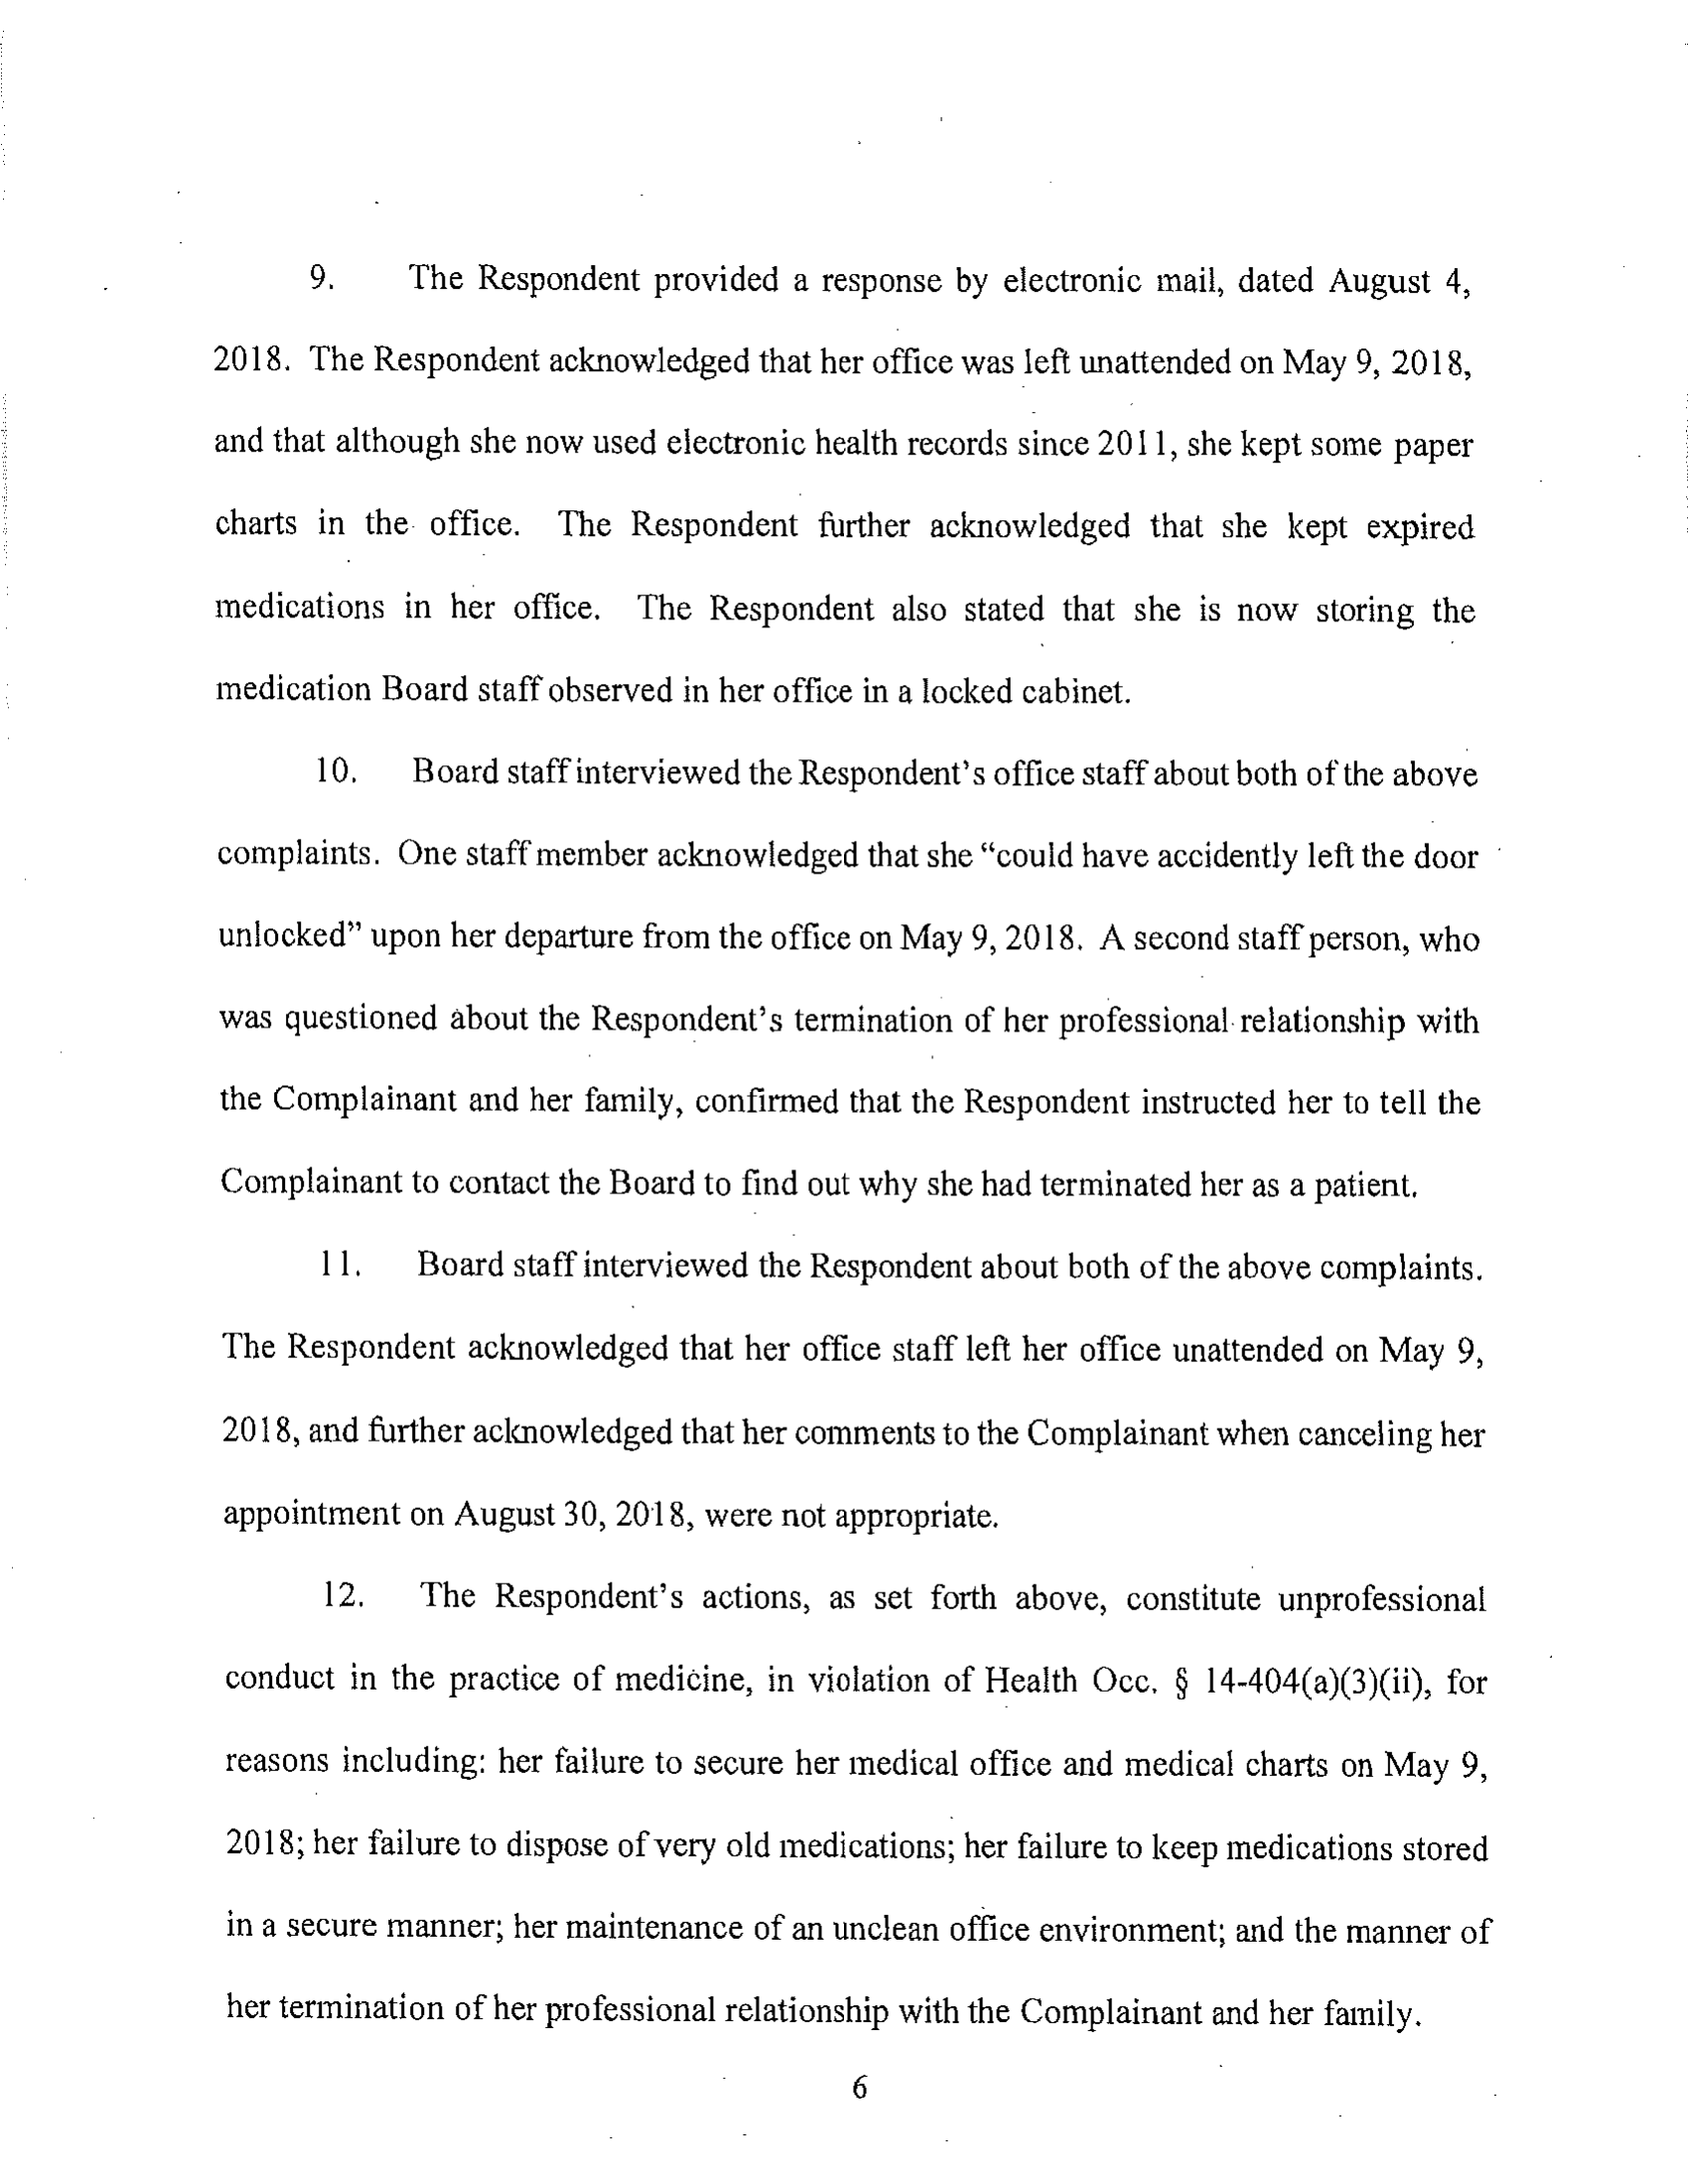 9. The Respondent provided a response by electronic mail, dated August 4,
2018. The Respondent acknowledged that her office was left unattended on May 9, 2018,
and that although she now used electronic health records since 2011, she kept some paper
charts in the office. The Respondent further acknowledged that she kept expired
medications in her office. The Respondent also stated that she is now storing the
medication Board staff observed in her office in a locked cabinet.
10. Board staff interviewed the Respondent's office staff about both of the above
complaints. One staff member acknowledged that she “could have accidently left the door
unlocked” upon her departure from the office on May 9, 2018. A second staff person, who
was questioned about the Respondent's termination of her professional relationship with
the Complainant and her family, confirmed that the Respondent instructed her to tell the
Complainant to contact the Board to find out why she had terminated her as a patient.
11. Board staff interviewed the Respondent about both of the above complaints.
The Respondent acknowledged that her office staff left her office unattended on May 9,
2018, and further acknowledged that her comments to the Complainant when canceling her
appointment on August 30, 2018, were not appropriate.
12. The Respondent's actions, as set forth above, constitute unprofessional
conduct in the practice of medicine, in violation of Health Occ. § 14-404(a)(3)(ii), for
reasons including: her failure to secure her medical office and medical charts on May 9,
2018; her failure to dispose of very old medications; her failure to keep medications stored
in a secure manner; her maintenance of an unclean office environment; and the manner of
her termination of her professional relationship with the Complainant and her family.
6